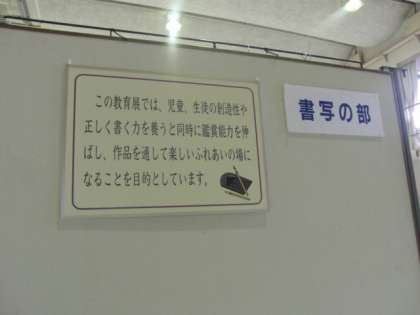 この教育展では、児童、生徒の創造性や
正しく書く力を養うと同時に鑑賞能力を伸
ばし、作品を通して楽しいふれあいの場に
なることを目的としています。
書写の部